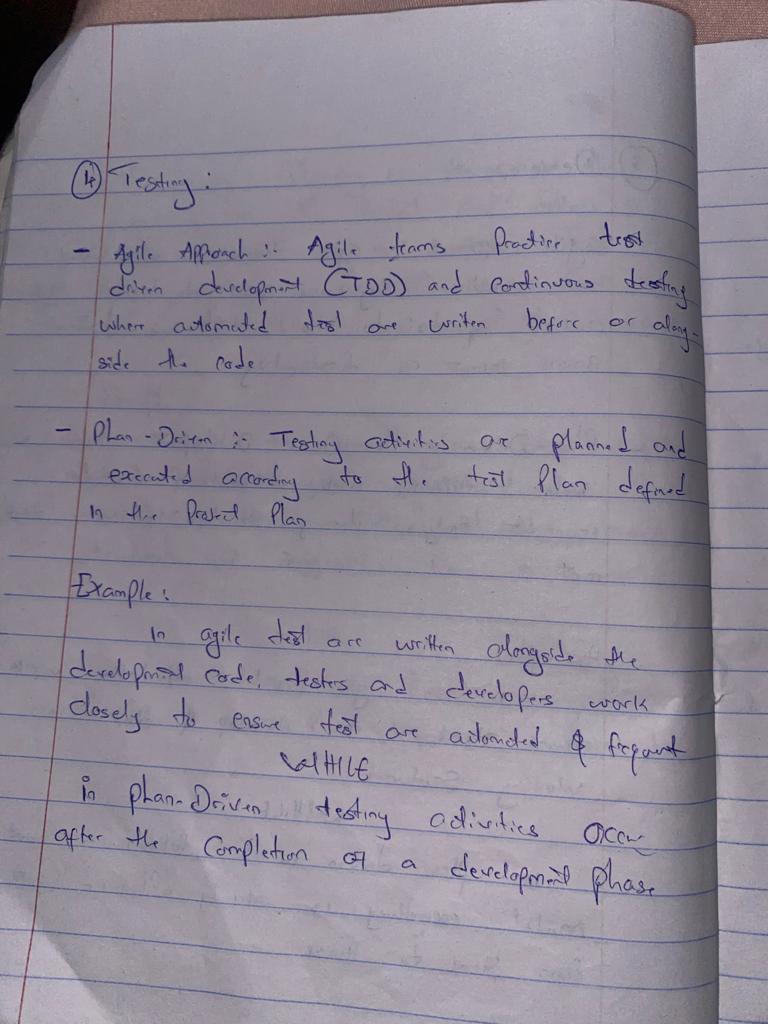 ④ Testing :
- Agile Approach :- Agile teams Practice test
driven development (TDD) and continuous testing
where automated test are writen before or along-
side the code
- Plan-Driven :- Testing activities are planned and
executed according to the test Plan defined
in the Project Plan
Example :
In agile test are written alongside the
development code, testers and developers work
closely to ensure test are automated & frequent
WHILE
in Plan-Driven testing activities occur
after the Completion of a development phase